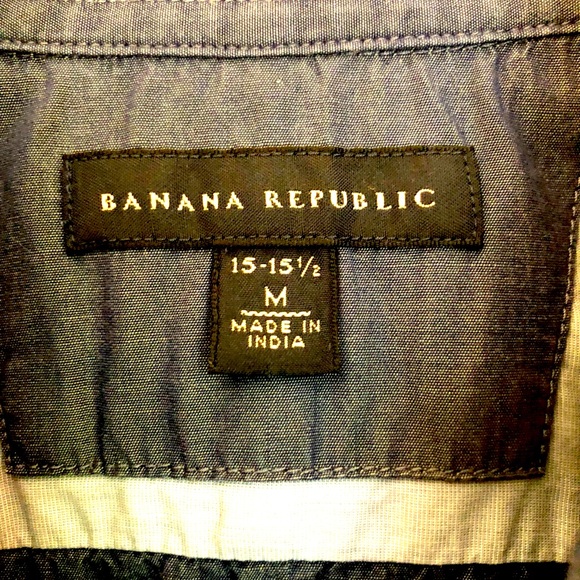 BANANA REPUBLIC
15-15½
M
MADE IN
INDIA